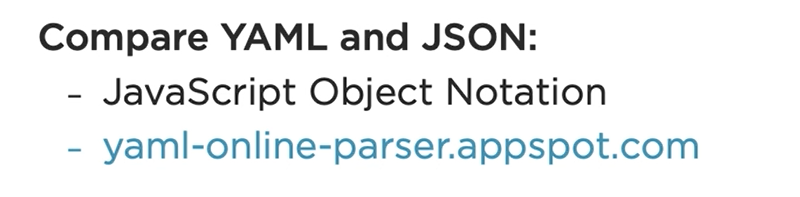 Compare YAML and JSON:
- JavaScript Object Notation
- yaml-online-parser.appspot.com